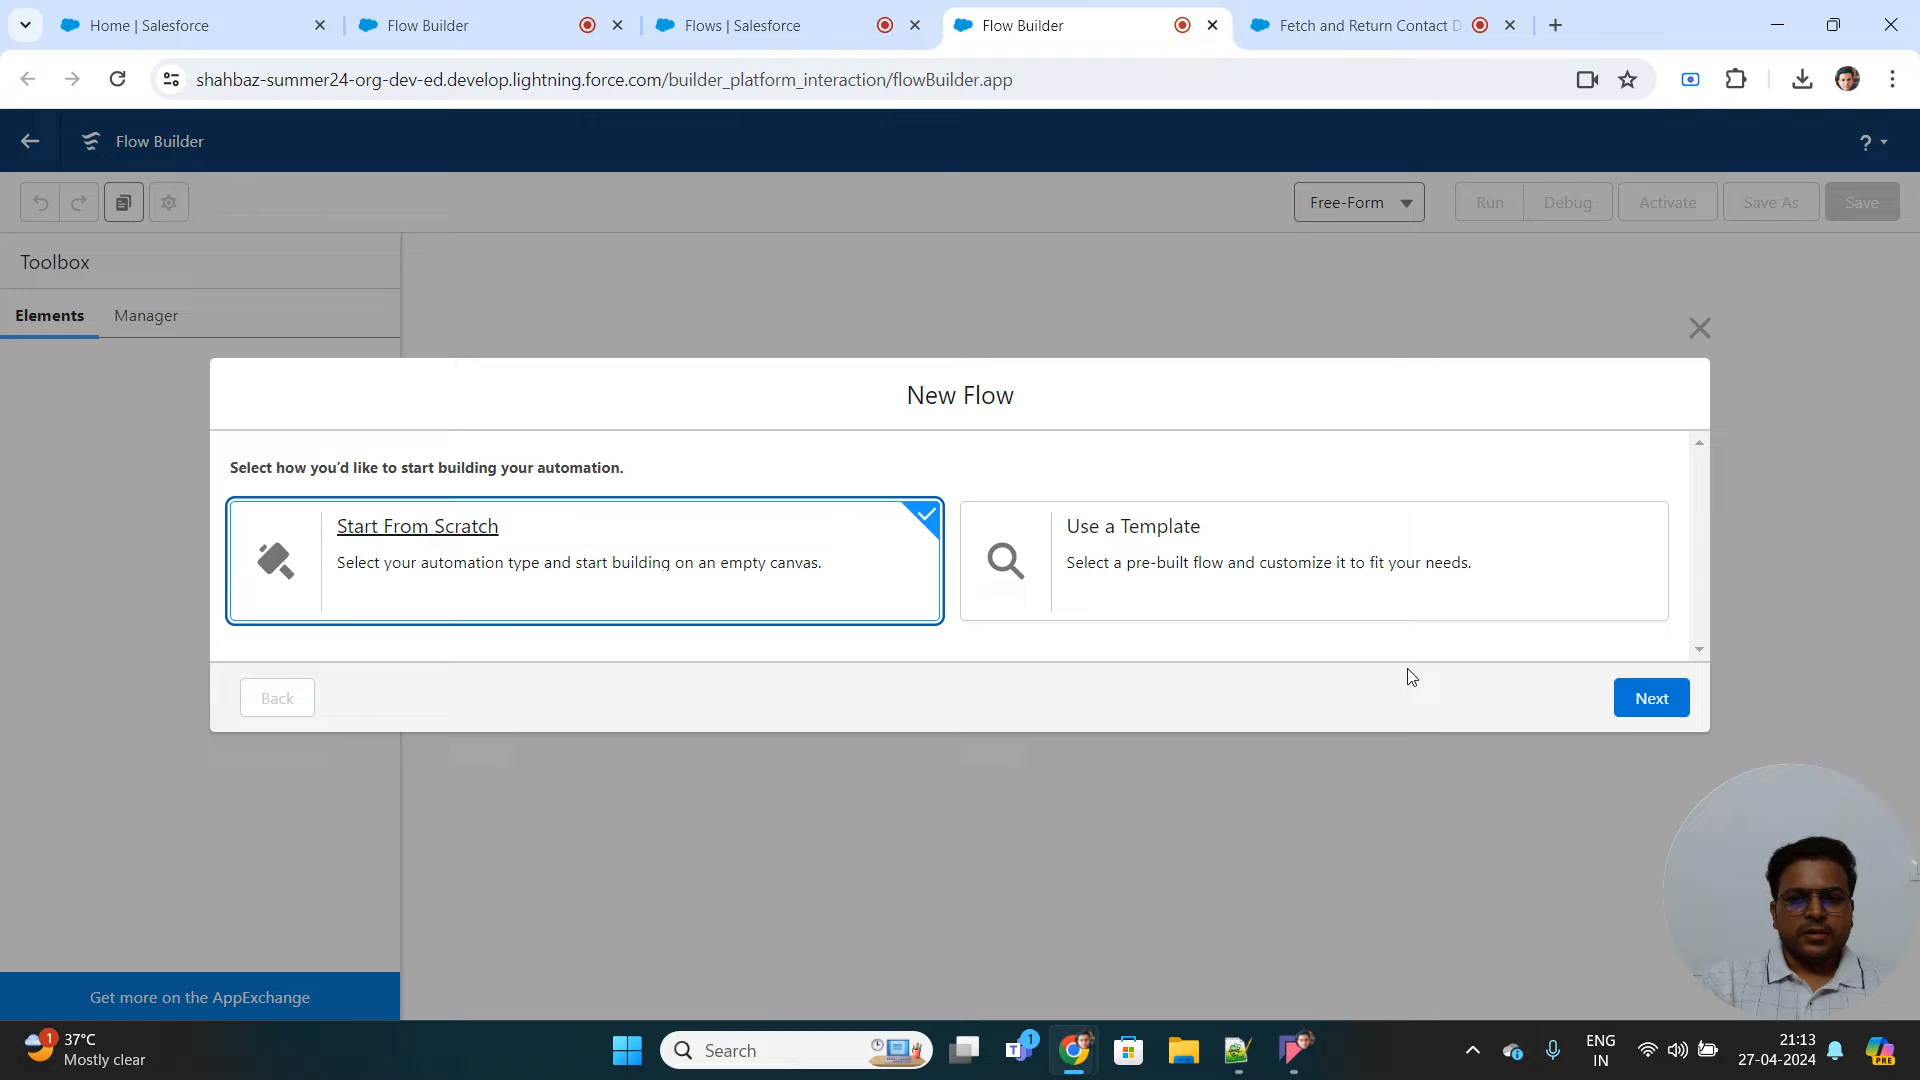 Home | Salesforce
Flow Builder
Flows | Salesforce
Flow Builder
Fetch and Return Contact D
shahbaz-summer24-org-dev-ed.develop.lightning.force.com/builder_platform_interaction/flowBuilder.app
Flow Builder
?
Free-Form
Run
Debug
Activate
Save As
Save
Toolbox
Elements
Manager
New Flow
Select how you'd like to start building your automation.
Start From Scratch
Select your automation type and start building on an empty canvas.
Use a Template
Select a pre-built flow and customize it to fit your needs.
Back
Next
Get more on the AppExchange
1
37°C
Mostly clear
Search
1
ENG
IN
21:13
27-04-2024
PRE